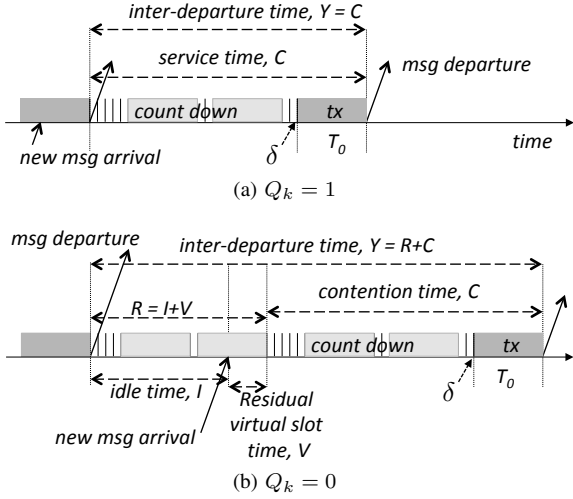 inter-departure time, Y = C
service time, C
msg departure
count down
tx
new msg arrival
δ
T₀
time
(a) Qₖ = 1
msg departure
inter-departure time, Y = R+C
R = I+V
contention time, C
count down
tx
idle time, I
δ
T₀
new msg arrival
Residual
virtual slot
time, V
(b) Qₖ = 0